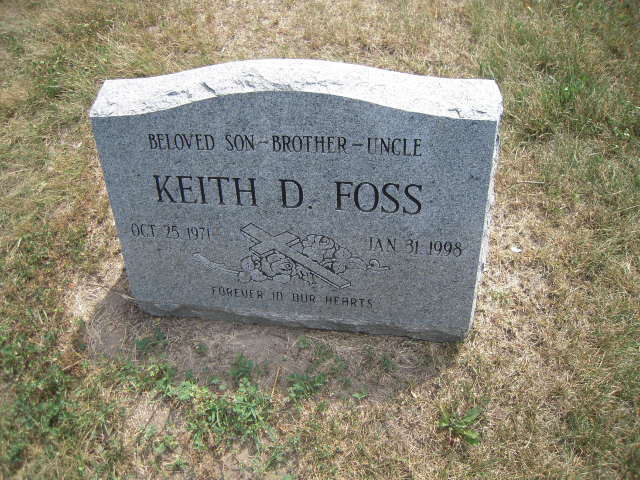 BELOVED SON - BROTHER - UNCLE
KEITH D. FOSS
OCT 25 1971 JAN 31 1998
FOREVER IN OUR HEARTS